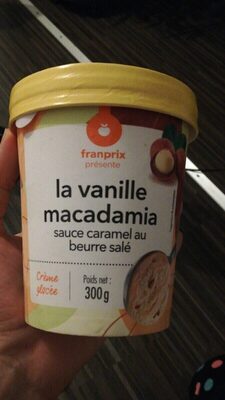 franprix
présente
la vanille
macadamia
sauce caramel au
beurre salé
Crème
glacée
Poids net :
300g